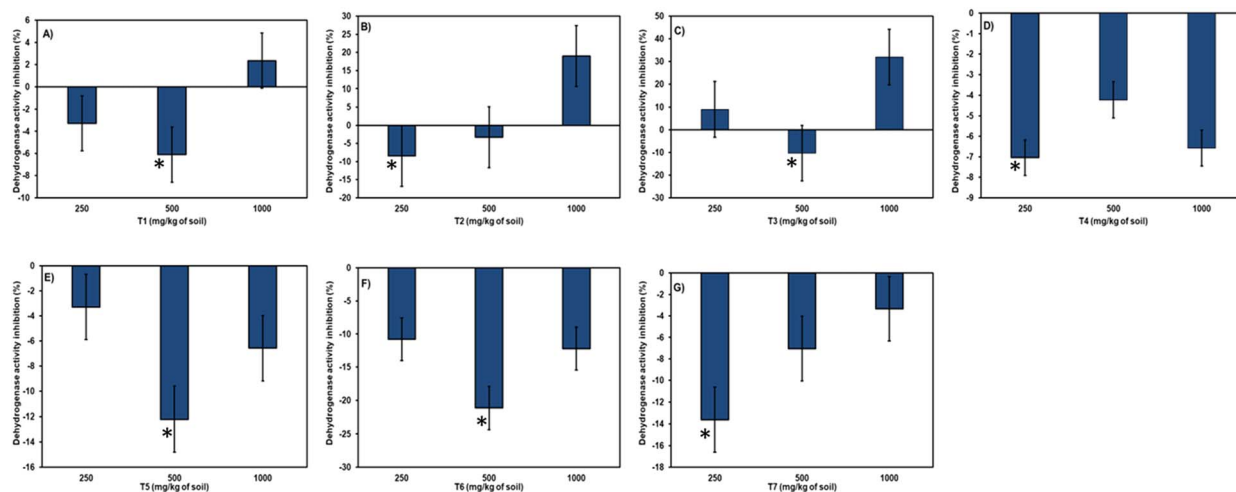 A)
Dehydrogenase activity inhibition (%)
6
4
2
0
-2
-4
-6
-8
-10
*
250 500 1000
T1 (mg/kg of soil)
B)
Dehydrogenase activity inhibition (%)
30
25
20
15
10
5
0
-5
-10
-15
-20
*
250 500 1000
T2 (mg/kg of soil)
C)
Dehydrogenase activity inhibition (%)
50
40
30
20
10
0
-10
-20
-30
*
250 500 1000
T3 (mg/kg of soil)
D)
Dehydrogenase activity inhibition (%)
0
-1
-2
-3
-4
-5
-6
-7
-8
-9
*
250 500 1000
T4 (mg/kg of soil)
E)
Dehydrogenase activity inhibition (%)
-0
-2
-4
-6
-8
-10
-12
-14
-16
*
250 500 1000
T5 (mg/kg of soil)
F)
Dehydrogenase activity inhibition (%)
0
-5
-10
-15
-20
-25
-30
*
250 500 1000
T6 (mg/kg of soil)
G)
Dehydrogenase activity inhibition (%)
0
-2
-4
-6
-8
-10
-12
-14
-16
-18
*
250 500 1000
T7 (mg/kg of soil)